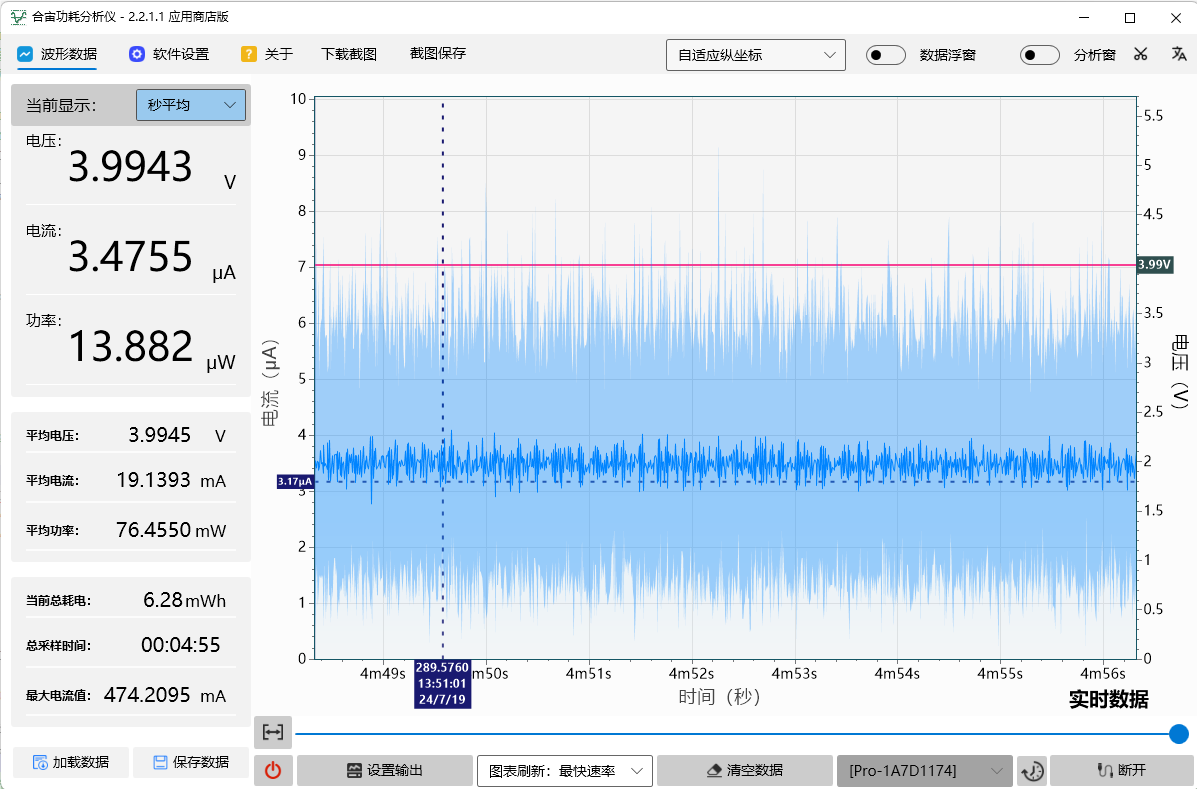 合宙功耗分析仪 - 2.2.1.1 应用商店版
波形数据 软件设置 ? 关于 下载截图 截图保存 自适应纵坐标 数据浮窗 分析窗
当前显示: 秒平均
电压:
3.9943 V
电流:
3.4755 μA
功率:
13.882 μW
平均电压: 3.9945 V
平均电流: 19.1393 mA
平均功率: 76.4550 mW
当前总耗电: 6.28 mWh
总采样时间: 00:04:55
最大电流值: 474.2095 mA
加载数据 保存数据
电流（μA）
10
9
8
7
6
5
4
3
2
1
0
3.17μA
5.5
5
4.5
3.99V
3.5
3
2.5
2
1.5
1
0.5
0
电压（V）
4m49s m50s 4m51s 4m52s 4m53s 4m54s 4m55s 4m56s
289.5760
13:51:01
24/7/19
时间（秒）
实时数据
设置输出 图表刷新：最快速率 清空数据 [Pro-1A7D1174] 断开